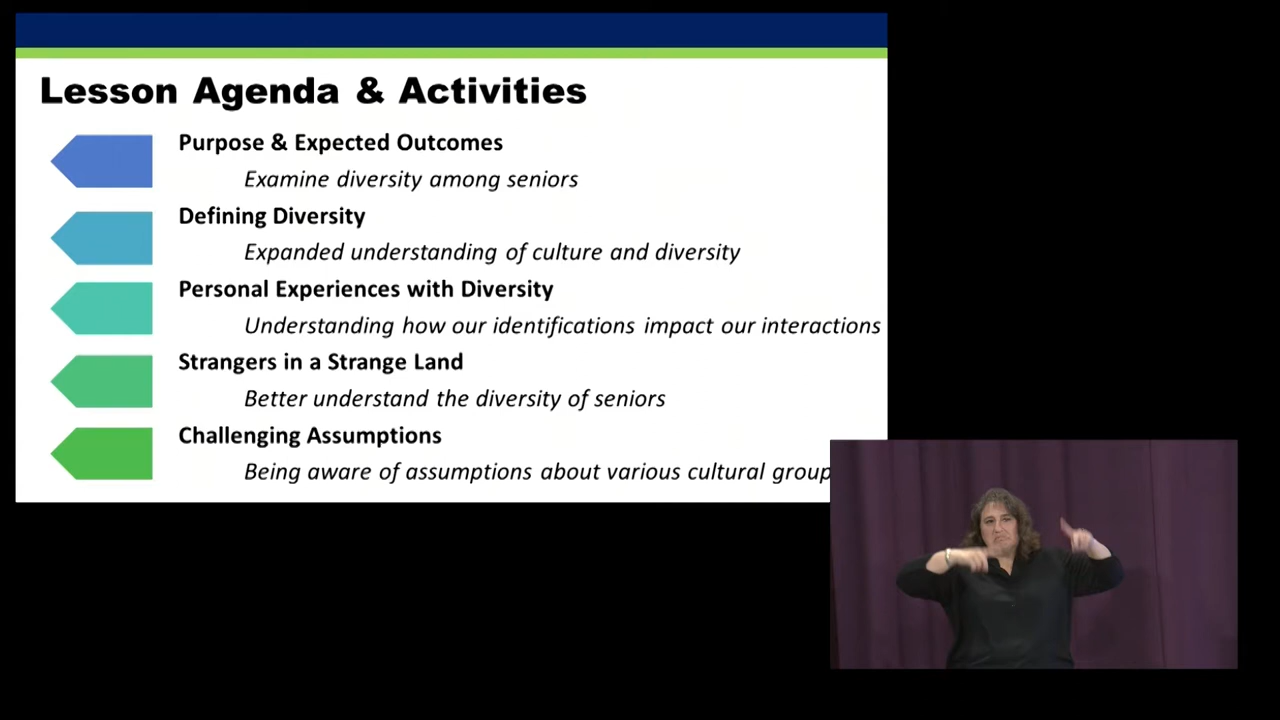 Lesson Agenda & Activities
Purpose & Expected Outcomes
Examine diversity among seniors
Defining Diversity
Expanded understanding of culture and diversity
Personal Experiences with Diversity
Understanding how our identifications impact our interactions
Strangers in a Strange Land
Better understand the diversity of seniors
Challenging Assumptions
Being aware of assumptions about various cultural group